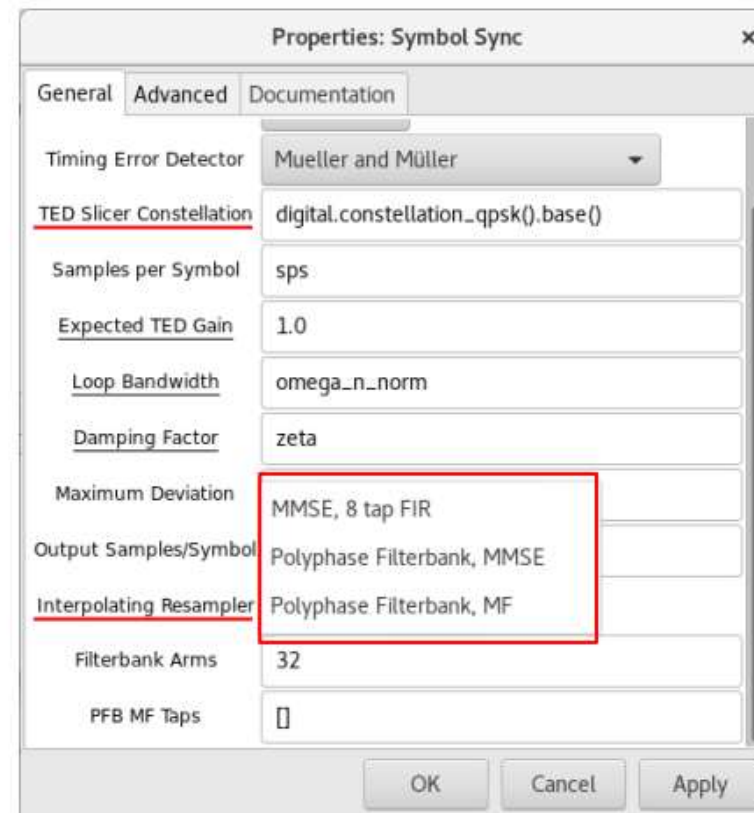 Properties: Symbol Sync ×
General Advanced Documentation
Timing Error Detector Mueller and Müller
TED Slicer Constellation digital.constellation_qpsk().base()
Samples per Symbol sps
Expected TED Gain 1.0
Loop Bandwidth omega_n_norm
Damping Factor zeta
Maximum Deviation
MMSE, 8 tap FIR
Output Samples/Symbol Polyphase Filterbank, MMSE
Interpolating Resampler Polyphase Filterbank, MF
Filterbank Arms 32
PFB MF Taps []
OK Cancel Apply